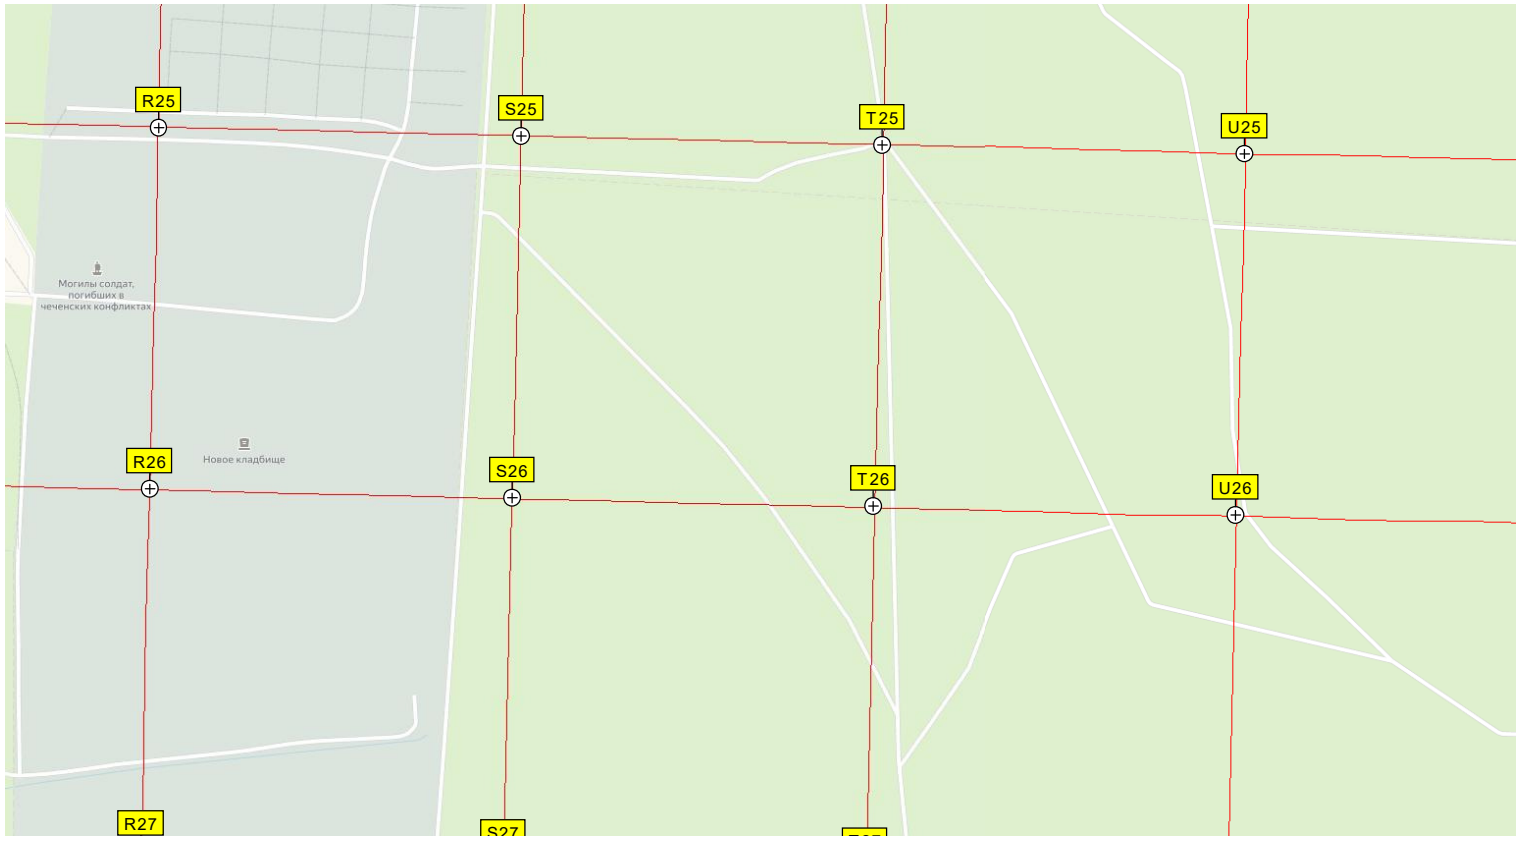 R25
S25
T25
U25
Могилы солдат,
погибших в
чеченских конфликтах
Новое кладбище
R26
S26
T26
U26
R27
S27